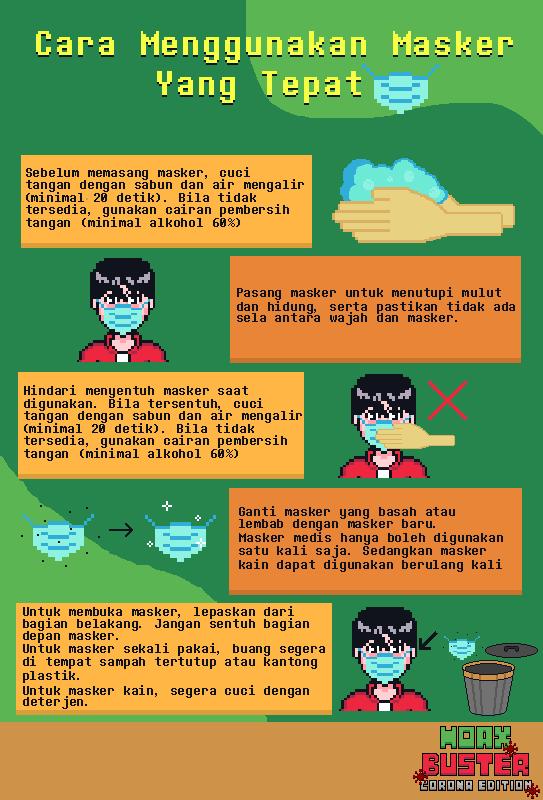 Cara Menggunakan Masker
Yang Tepat
Sebelum memasang masker, cuci
tangan dengan sabun dan air mengalir
(minimal 20 detik). Bila tidak
tersedia, gunakan cairan pembersih
tangan (minimal alkohol 60%)
Pasang masker untuk menutupi mulut
dan hidung, serta pastikan tidak ada
sela antara wajah dan masker.
Hindari menyentuh masker saat
digunakan. Bila tersentuh, cuci
tangan dengan sabun dan air mengalir
(minimal 20 detik). Bila tidak
tersedia, gunakan cairan pembersih
tangan (minimal alkohol 60%)
Ganti masker yang basah atau
lembab dengan masker baru.
Masker medis hanya boleh digunakan
satu kali saja. Sedangkan masker
kain dapat digunakan berulang kali
Untuk membuka masker, lepaskan dari
bagian belakang. Jangan sentuh bagian
depan masker.
Untuk masker sekali pakai, buang segera
di tempat sampah tertutup atau kantong
plastik.
Untuk masker kain, segera cuci dengan
deterjen.
HOAX
BUSTER
CORONA EDITION